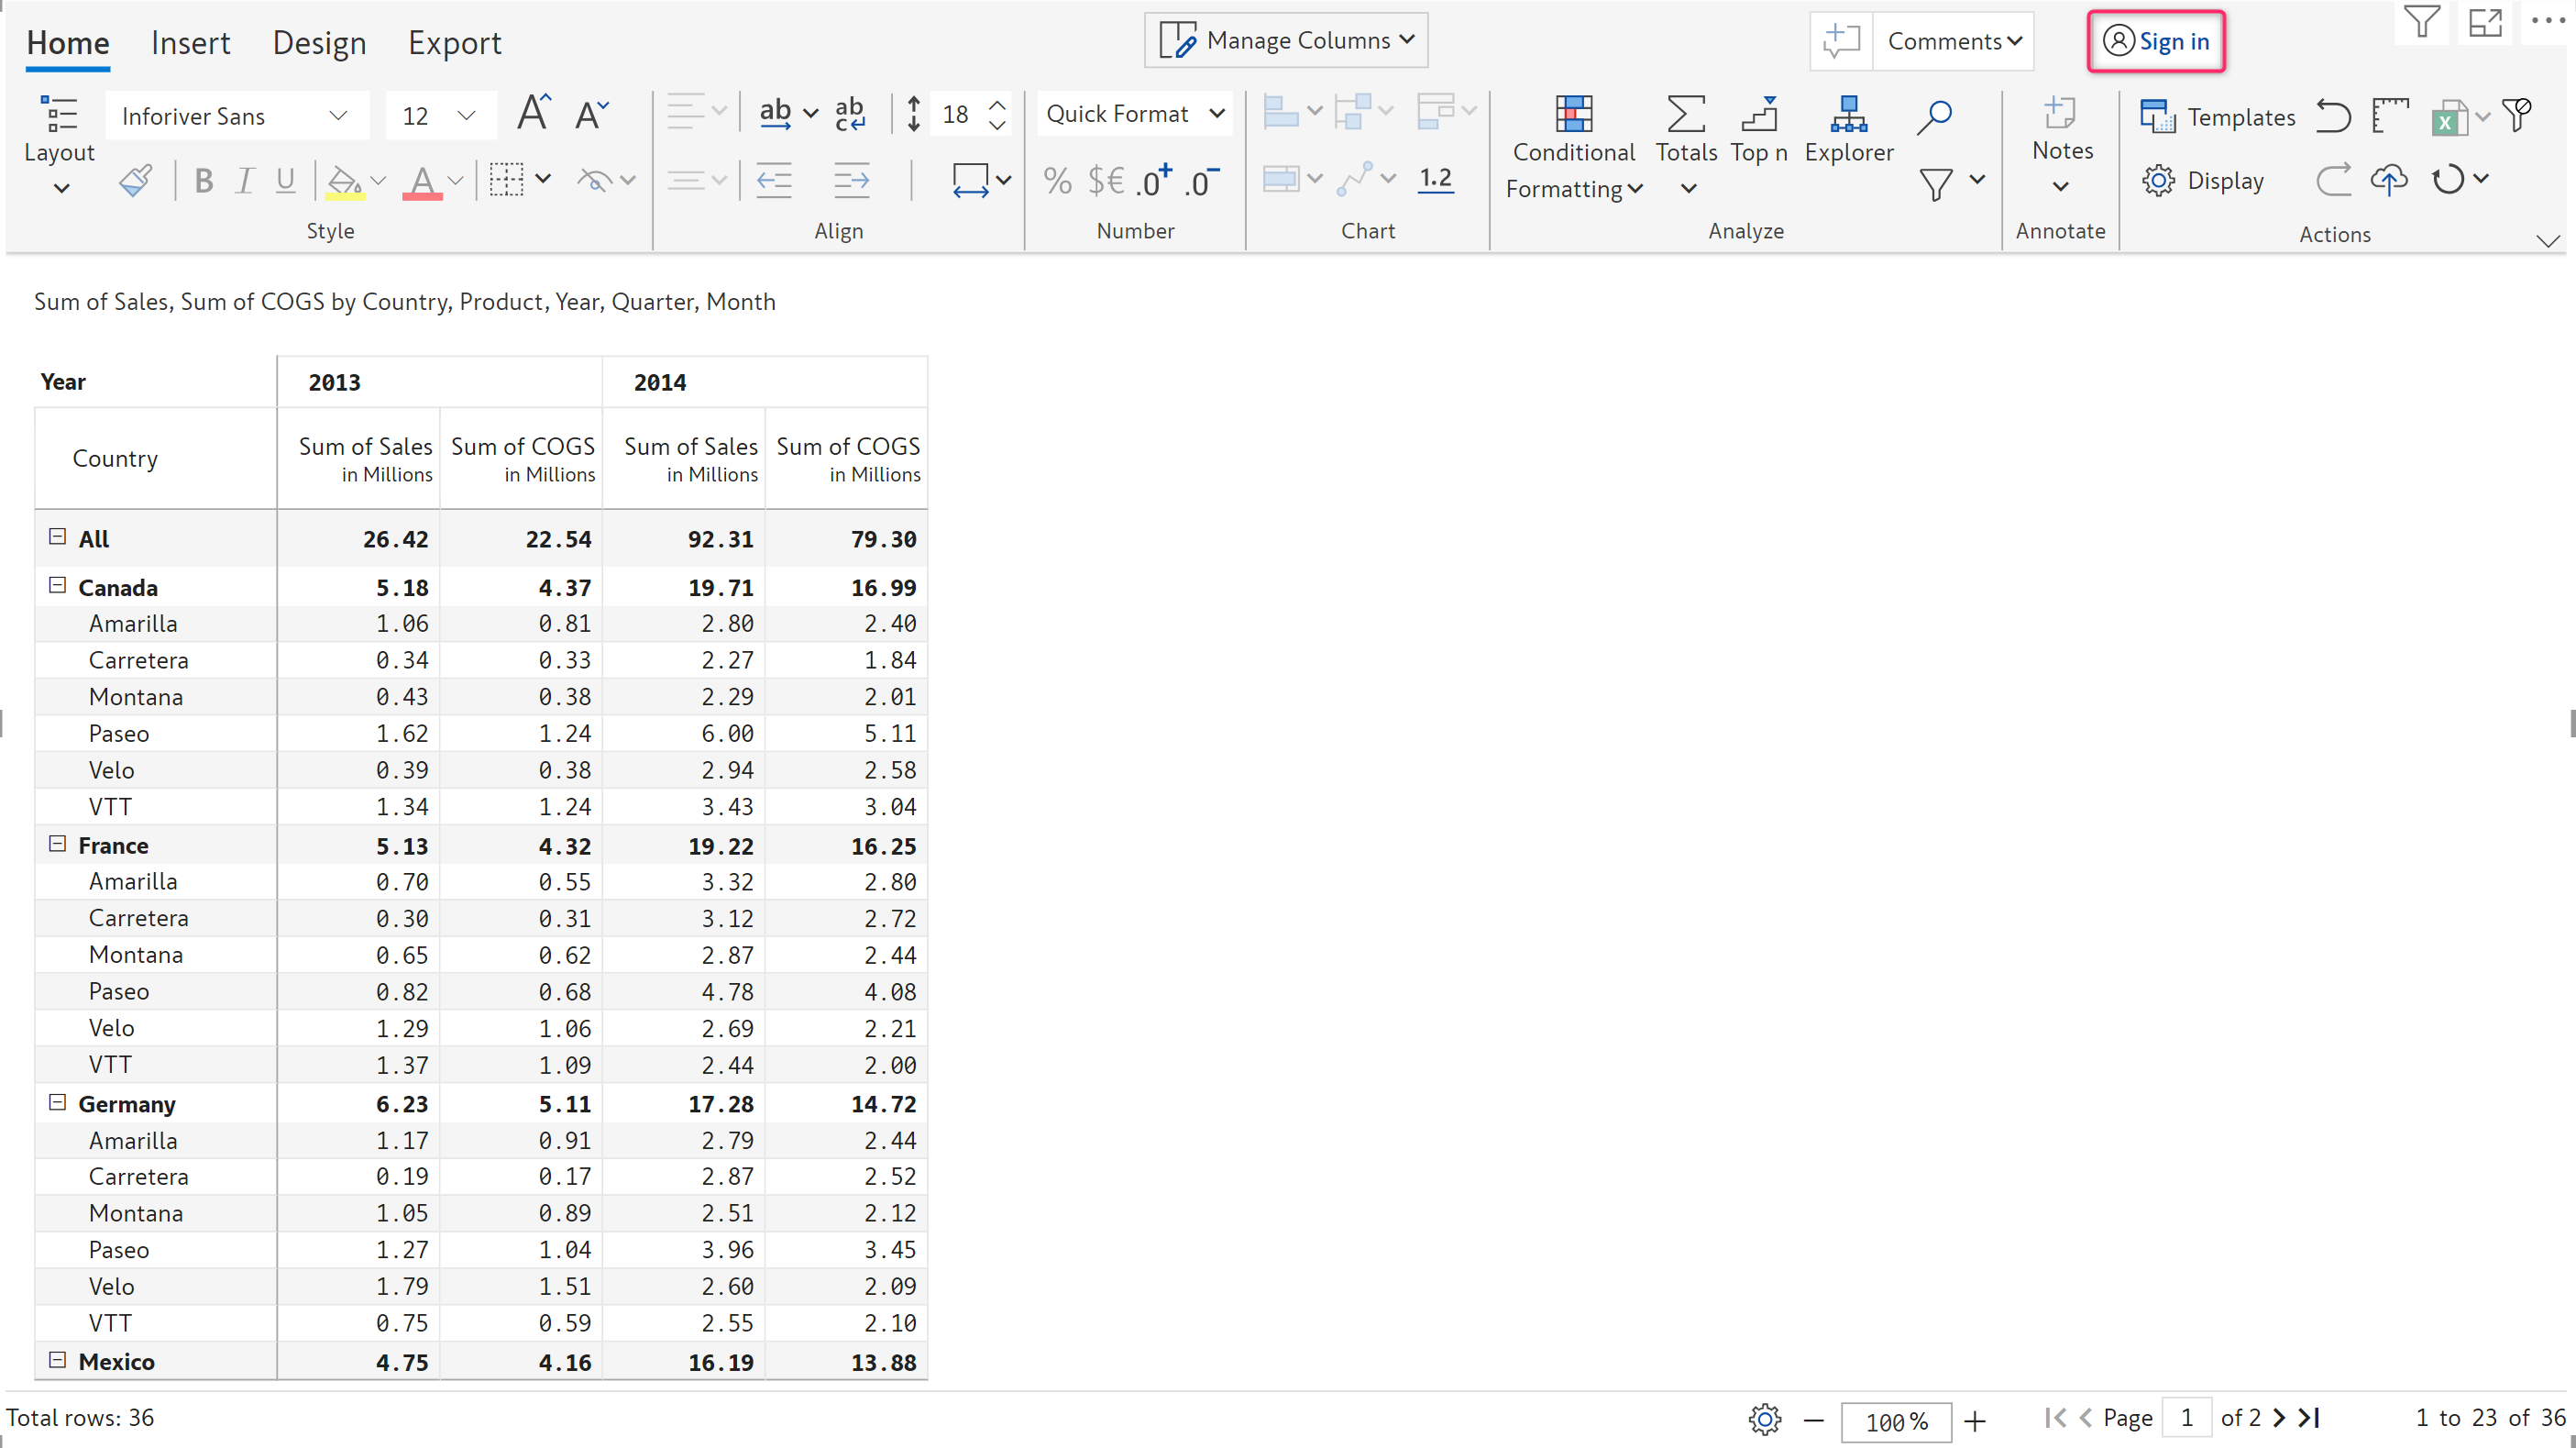 Home Insert Design Export Manage Columns Comments Sign in
Inforiver Sans 12 A A ab ab 18 Quick Format Templates
c
Layout Conditional Totals Top n Explorer Notes
B I U A % $€ .0+ .0− 1.2 Formatting Display
Style Align Number Chart Analyze Annotate Actions
Sum of Sales, Sum of COGS by Country, Product, Year, Quarter, Month
Year 2013 2014
Country Sum of Sales in Millions Sum of COGS in Millions Sum of Sales in Millions Sum of COGS in Millions
All 26.42 22.54 92.31 79.30
Canada 5.18 4.37 19.71 16.99
Amarilla 1.06 0.81 2.80 2.40
Carretera 0.34 0.33 2.27 1.84
Montana 0.43 0.38 2.29 2.01
Paseo 1.62 1.24 6.00 5.11
Velo 0.39 0.38 2.94 2.58
VTT 1.34 1.24 3.43 3.04
France 5.13 4.32 19.22 16.25
Amarilla 0.70 0.55 3.32 2.80
Carretera 0.30 0.31 3.12 2.72
Montana 0.65 0.62 2.87 2.44
Paseo 0.82 0.68 4.78 4.08
Velo 1.29 1.06 2.69 2.21
VTT 1.37 1.09 2.44 2.00
Germany 6.23 5.11 17.28 14.72
Amarilla 1.17 0.91 2.79 2.44
Carretera 0.19 0.17 2.87 2.52
Montana 1.05 0.89 2.51 2.12
Paseo 1.27 1.04 3.96 3.45
Velo 1.79 1.51 2.60 2.09
VTT 0.75 0.59 2.55 2.10
Mexico 4.75 4.16 16.19 13.88
Total rows: 36 100 % Page 1 of 2 1 to 23 of 36